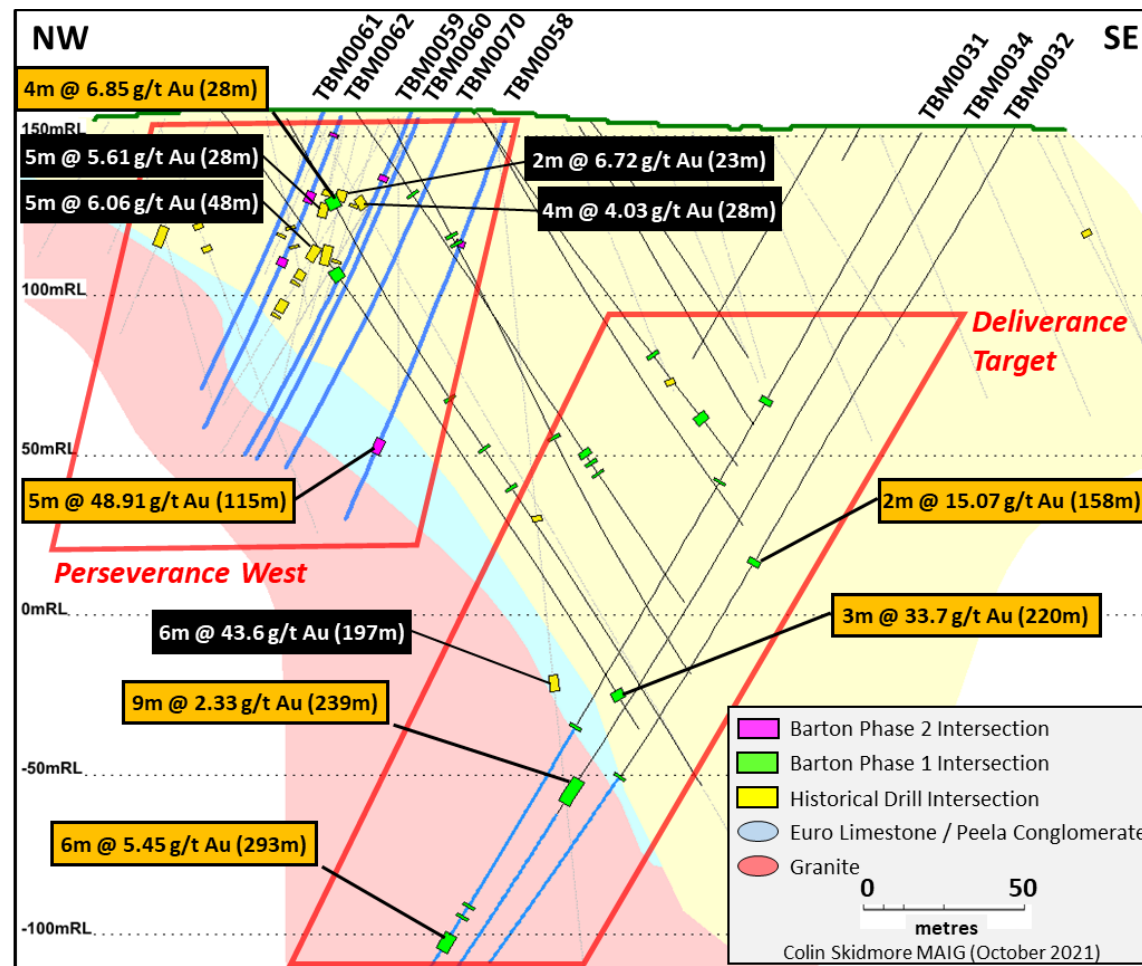 NW
SE
TBM0061
TBM0062
TBM0059
TBM0060
TBM0070
TBM0058
TBM0031
TBM0034
TBM0032
4m @ 6.85 g/t Au (28m)
150mRL
5m @ 5.61 g/t Au (28m)
2m @ 6.72 g/t Au (23m)
5m @ 6.06 g/t Au (48m)
4m @ 4.03 g/t Au (28m)
100mRL
Deliverance
Target
50mRL
5m @ 48.91 g/t Au (115m)
2m @ 15.07 g/t Au (158m)
Perseverance West
0mRL
6m @ 43.6 g/t Au (197m)
3m @ 33.7 g/t Au (220m)
9m @ 2.33 g/t Au (239m)
-50mRL
6m @ 5.45 g/t Au (293m)
-100mRL
Barton Phase 2 Intersection
Barton Phase 1 Intersection
Historical Drill Intersection
Euro Limestone / Peela Conglomerate
Granite
0 50
metres
Colin Skidmore MAIG (October 2021)